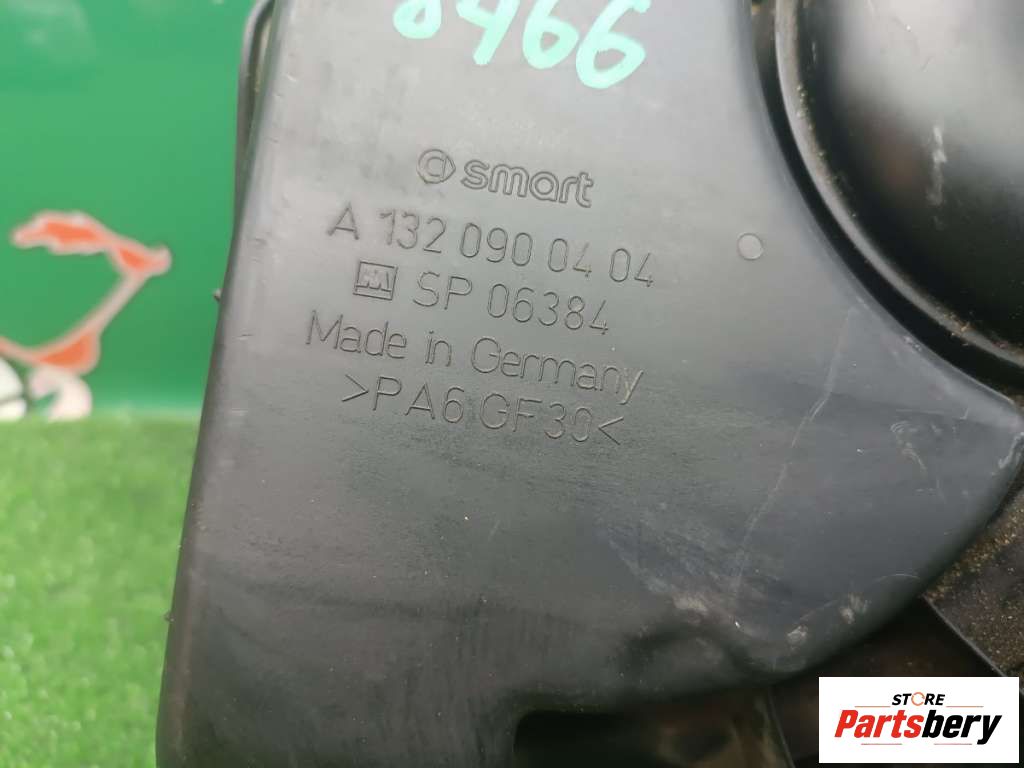 8466
smart
A 132 090 04 04
SP 06384
Made in Germany
>PA6 GF30<
STORE
Partsbery